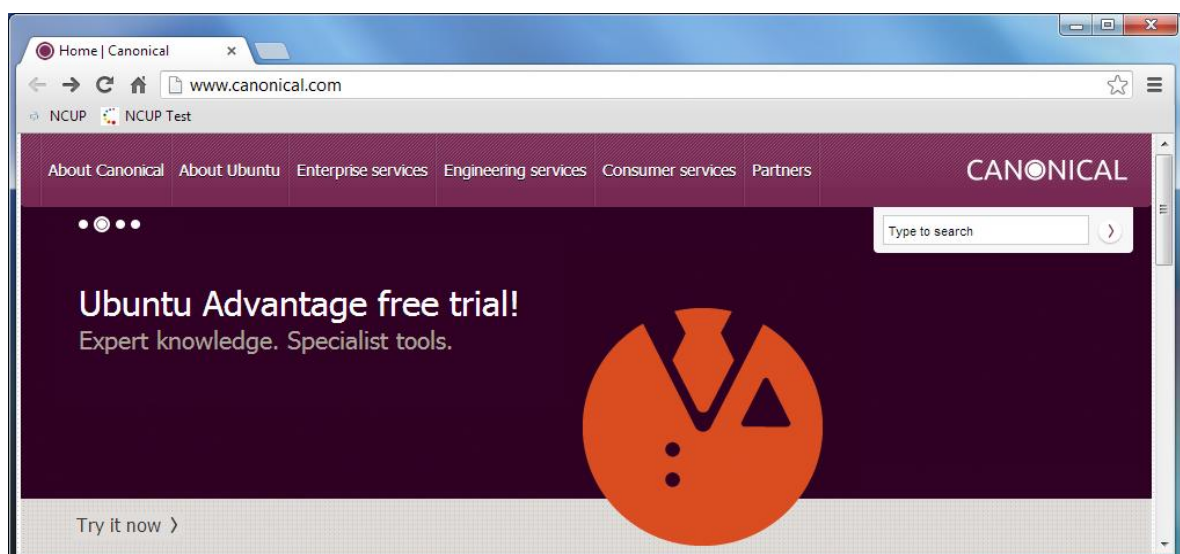 Home | Canonical
www.canonical.com
NCUP NCUP Test
About Canonical About Ubuntu Enterprise services Engineering services Consumer services Partners CANONICAL
Type to search
Ubuntu Advantage free trial!
Expert knowledge. Specialist tools.
Try it now